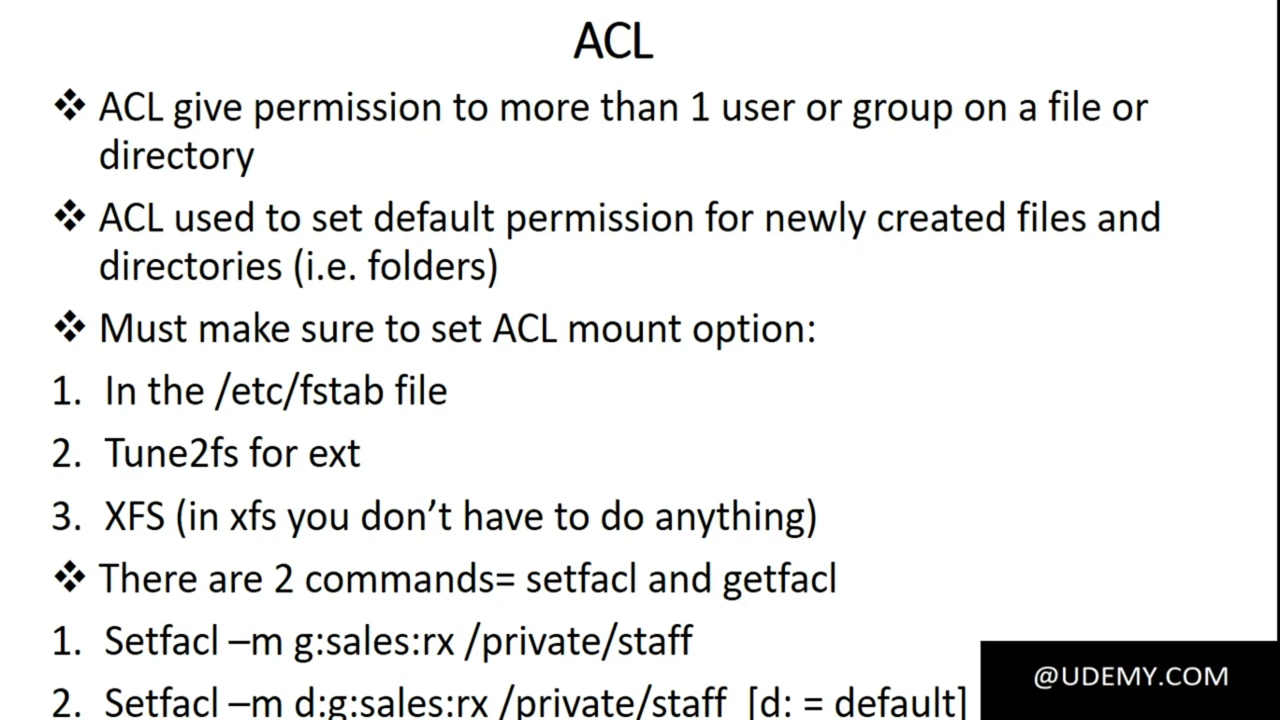 ACL
❖ ACL give permission to more than 1 user or group on a file or
directory
❖ ACL used to set default permission for newly created files and
directories (i.e. folders)
❖ Must make sure to set ACL mount option:
1. In the /etc/fstab file
2. Tune2fs for ext
3. XFS (in xfs you don’t have to do anything)
❖ There are 2 commands= setfacl and getfacl
1. Setfacl –m g:sales:rx /private/staff
2. Setfacl –m d:g:sales:rx /private/staff [d: = default]
@UDEMY.COM